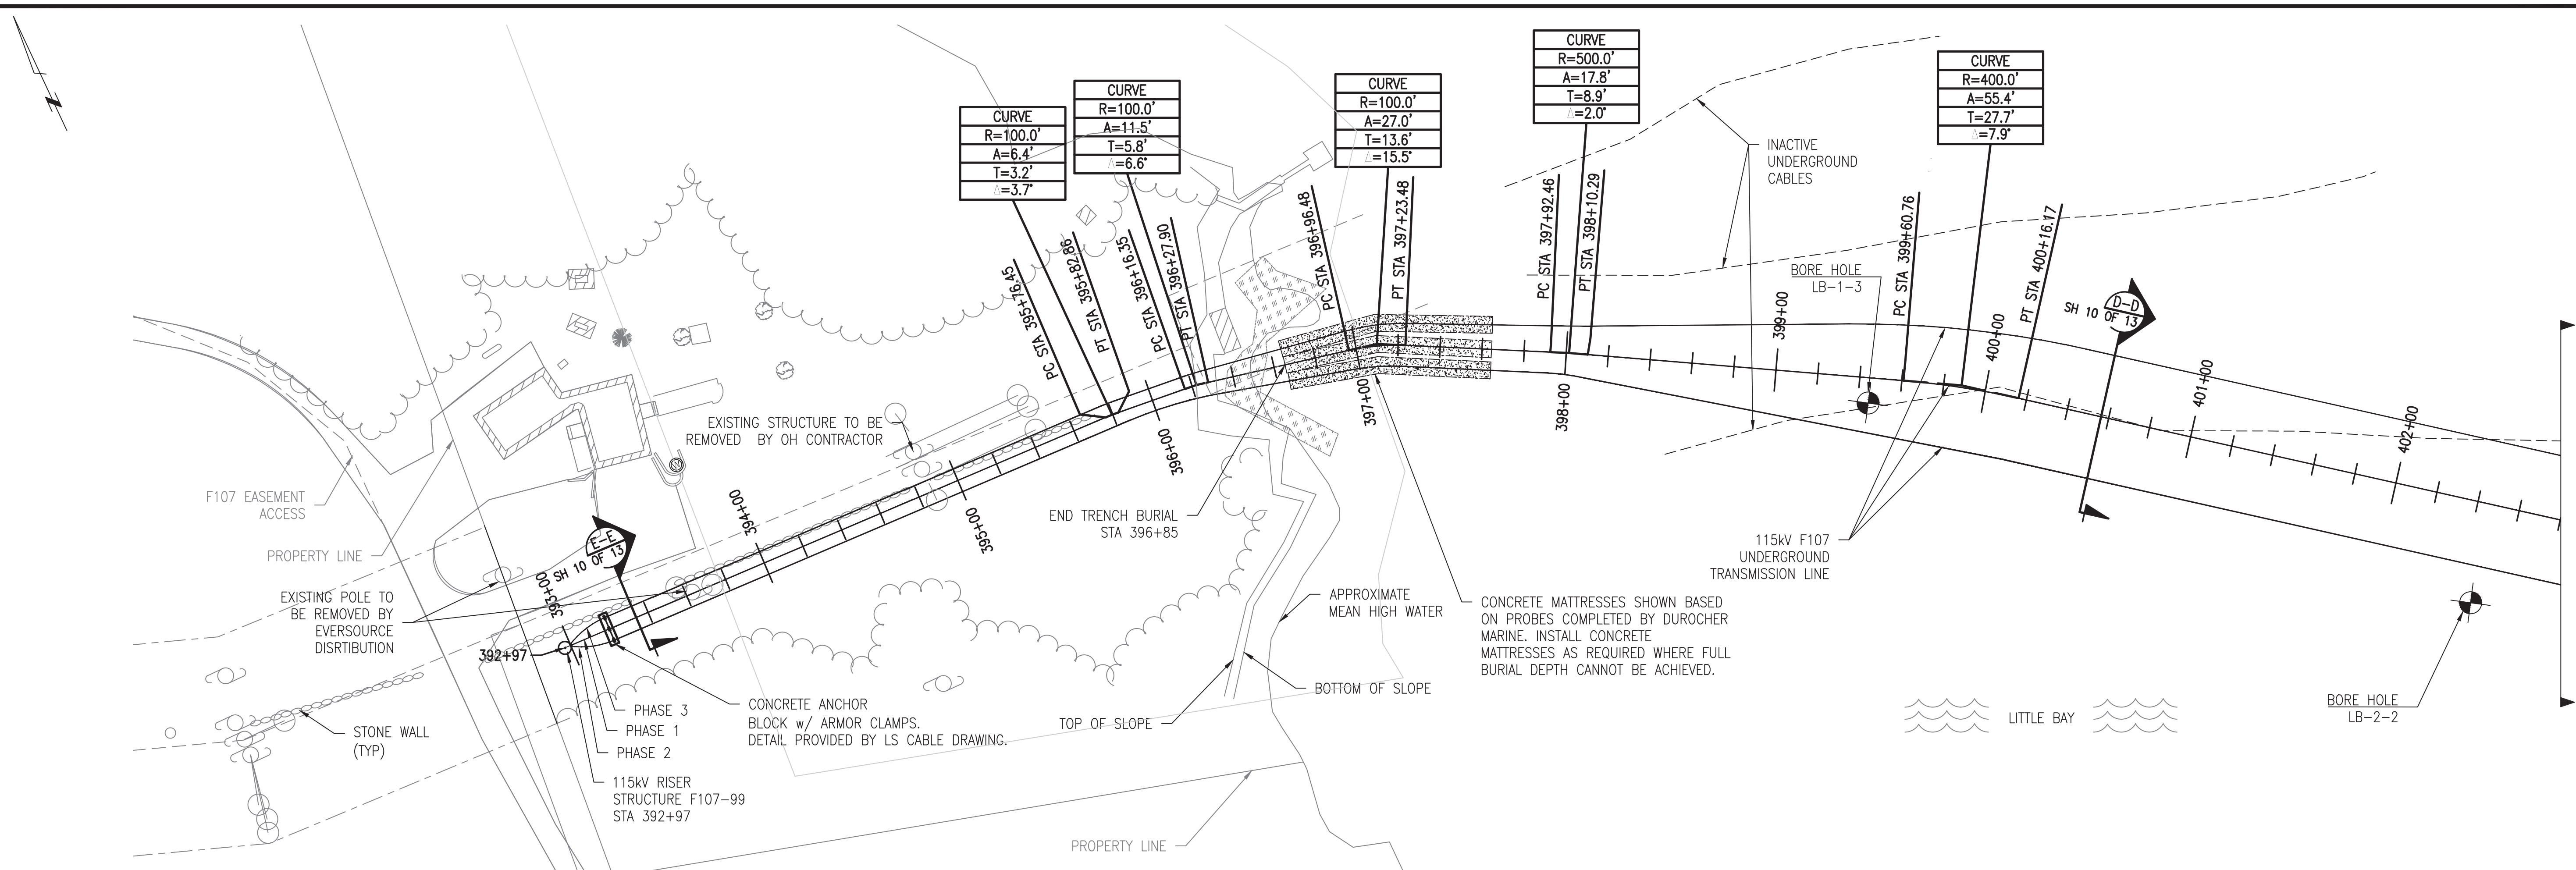 CURVE
R=100.0'
A=6.4'
T=3.2'
Δ=3.7°
CURVE
R=100.0'
A=11.5'
T=5.8'
Δ=6.6°
CURVE
R=100.0'
A=27.0'
T=13.6'
Δ=15.5°
CURVE
R=500.0'
A=17.8'
T=8.9'
Δ=2.0°
CURVE
R=400.0'
A=55.4'
T=27.7'
Δ=7.9°
N
INACTIVE
UNDERGROUND
CABLES
PC STA 395+76.45
PT STA 395+82.86
PC STA 396+16.35
PT STA 396+27.90
PC STA 396+96.48
PT STA 397+23.48
PC STA 397+92.46
PT STA 398+10.29
PC STA 399+60.76
PT STA 400+16.17
BORE HOLE
LB-1-3
D-D
SH 10 OF 13
399+00
400+00
401+00
402+00
397+00
398+00
396+00
395+00
394+00
393+00
EXISTING STRUCTURE TO BE
REMOVED BY OH CONTRACTOR
F107 EASEMENT
ACCESS
PROPERTY LINE
E-E
SH 10 OF 13
EXISTING POLE TO
BE REMOVED BY
EVERSOURCE
DISRTIBUTION
392+97
END TRENCH BURIAL
STA 396+85
115kV F107
UNDERGROUND
TRANSMISSION LINE
APPROXIMATE
MEAN HIGH WATER
CONCRETE MATTRESSES SHOWN BASED
ON PROBES COMPLETED BY DUROCHER
MARINE. INSTALL CONCRETE
MATTRESSES AS REQUIRED WHERE FULL
BURIAL DEPTH CANNOT BE ACHIEVED.
BOTTOM OF SLOPE
TOP OF SLOPE
STONE WALL
(TYP)
PHASE 3
PHASE 1
PHASE 2
CONCRETE ANCHOR
BLOCK w/ ARMOR CLAMPS.
DETAIL PROVIDED BY LS CABLE DRAWING.
115kV RISER
STRUCTURE F107-99
STA 392+97
LITTLE BAY
BORE HOLE
LB-2-2
PROPERTY LINE